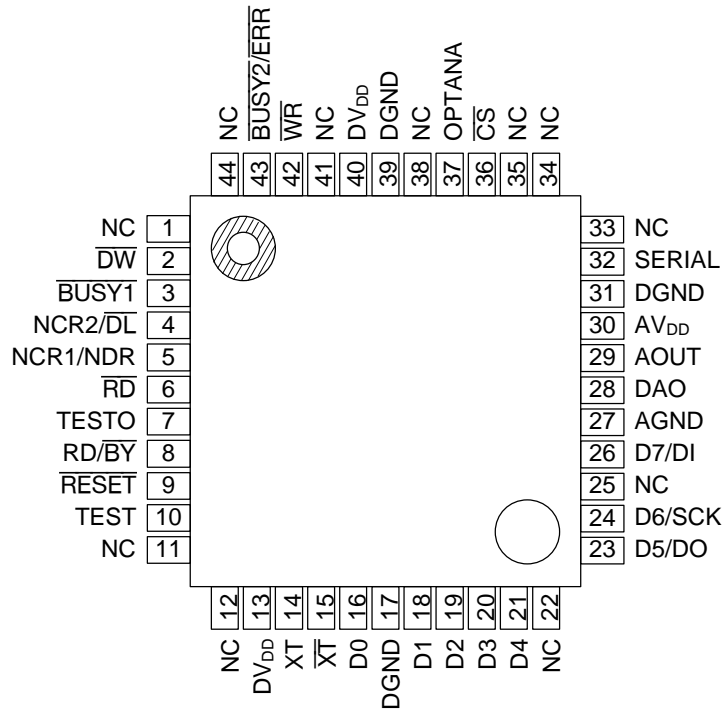 NC
BUSY2/ERR
WR
NC
DVDD
DGND
NC
OPTANA
CS
NC
NC
44
43
42
41
40
39
38
37
36
35
34
NC 1
DW 2
BUSY1 3
NCR2/DL 4
NCR1/NDR 5
RD 6
TESTO 7
RD/BY 8
RESET 9
TEST 10
NC 11
33 NC
32 SERIAL
31 DGND
30 AVDD
29 AOUT
28 DAO
27 AGND
26 D7/DI
25 NC
24 D6/SCK
23 D5/DO
12
13
14
15
16
17
18
19
20
21
22
NC
DVDD
XT
XT
D0
DGND
D1
D2
D3
D4
NC